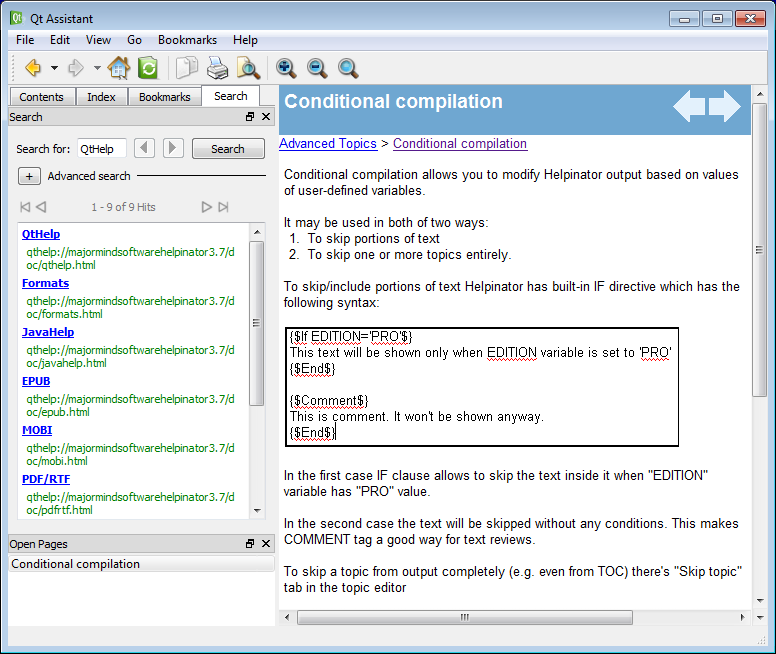 Qt Assistant
File Edit View Go Bookmarks Help
Contents Index Bookmarks Search
Search
Search for: QtHelp Search
+ Advanced search
1 - 9 of 9 Hits
QtHelp
qthelp://majormindsoftwarehelpinator3.7/d
oc/qthelp.html
Formats
qthelp://majormindsoftwarehelpinator3.7/d
oc/formats.html
JavaHelp
qthelp://majormindsoftwarehelpinator3.7/d
oc/javahelp.html
EPUB
qthelp://majormindsoftwarehelpinator3.7/d
oc/epub.html
MOBI
qthelp://majormindsoftwarehelpinator3.7/d
oc/mobi.html
PDF/RTF
qthelp://majormindsoftwarehelpinator3.7/d
oc/pdfrtf.html
Open Pages
Conditional compilation
Conditional compilation
Advanced Topics > Conditional compilation
Conditional compilation allows you to modify Helpinator output based on values
of user-defined variables.
It may be used in both of two ways:
1. To skip portions of text
2. To skip one or more topics entirely.
To skip/include portions of text Helpinator has built-in IF directive which has the
following syntax:
{$If EDITION='PRO'$}
This text will be shown only when EDITION variable is set to 'PRO'
{$End$}
{$Comment$}
This is comment. It won't be shown anyway.
{$End$}
In the first case IF clause allows to skip the text inside it when "EDITION"
variable has "PRO" value.
In the second case the text will be skipped without any conditions. This makes
COMMENT tag a good way for text reviews.
To skip a topic from output completely (e.g. even from TOC) there's "Skip topic"
tab in the topic editor